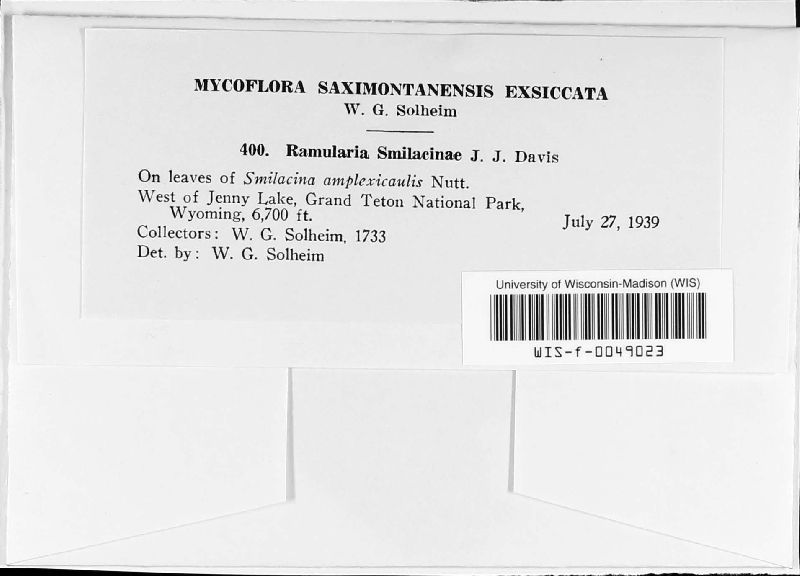 MYCOFLORA SAXIMONTANENSIS EXSICCATA
W. G. Solheim
400. Ramularia Smilacinae J. J. Davis
On leaves of Smilacina amplexicaulis Nutt.
West of Jenny Lake, Grand Teton National Park,
Wyoming, 6,700 ft.
July 27, 1939
Collectors: W. G. Solheim, 1733
Det. by: W. G. Solheim
University of Wisconsin-Madison (WIS)
WIS-f-0049023